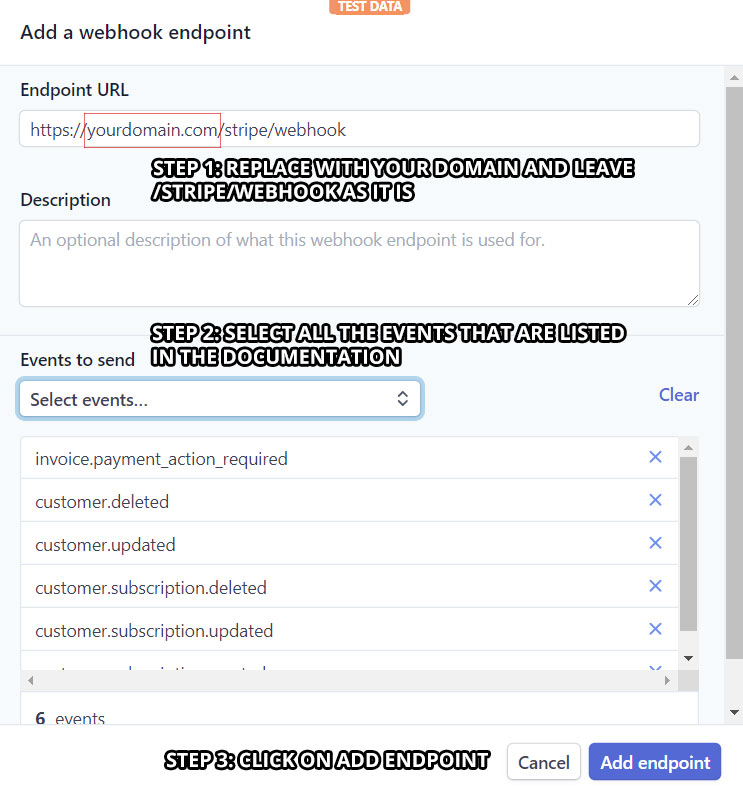 TEST DATA
Add a webhook endpoint
Endpoint URL
https://yourdomain.com/stripe/webhook
STEP 1: REPLACE WITH YOUR DOMAIN AND LEAVE
/STRIPE/WEBHOOK AS IT IS
Description
An optional description of what this webhook endpoint is used for.
STEP 2: SELECT ALL THE EVENTS THAT ARE LISTED
IN THE DOCUMENTATION
Events to send
Select events...
Clear
invoice.payment_action_required
customer.deleted
customer.updated
customer.subscription.deleted
customer.subscription.updated
6 events
STEP 3: CLICK ON ADD ENDPOINT
Cancel
Add endpoint